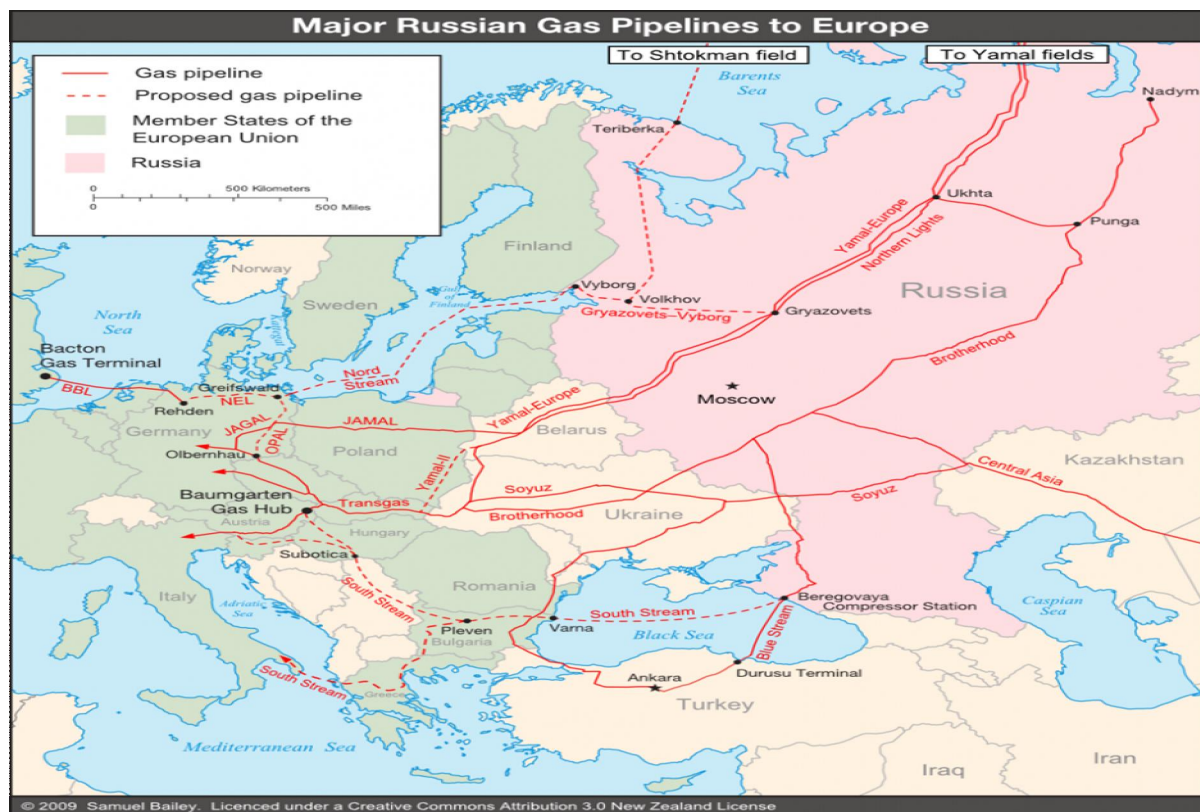 Major Russian Gas Pipelines to Europe
Gas pipeline
Proposed gas pipeline
Member States of the
European Union
Russia
0 500 Kilometers
0 500 Miles
To Shtokman field
To Yamal fields
Barents
Sea
Nadym
Teriberka
Ukhta
Punga
Yamal-Europe
Northern Lights
Finland
Norway
Sweden
Gulf
of
Finland
Vyborg
Volkhov
Gryazovets–Vyborg
Gryazovets
Russia
Brotherhood
North
Sea
Kattegat
Bacton
Gas Terminal
BBL
Rehden
NEL
Greifswald
Nord
Stream
Moscow
Germany
JAGAL
OPAL
JAMAL
Yamal-Europe
Belarus
Poland
Olbernhau
Yamal-II
Kazakhstan
Central Asia
Baumgarten
Gas Hub
Transgas
Soyuz
Soyuz
Brotherhood
Ukraine
Austria
Hungary
Subotica
Romania
Italy
Adriatic
Sea
South Stream
Pleven
Bulgaria
Varna
South Stream
Black Sea
Beregovaya
Compressor Station
Blue Stream
Caspian
Sea
South Stream
Greece
Ankara
Durusu Terminal
Turkey
Mediterranean Sea
Iraq
Iran
© 2009 Samuel Bailey. Licenced under a Creative Commons Attribution 3.0 New Zealand License